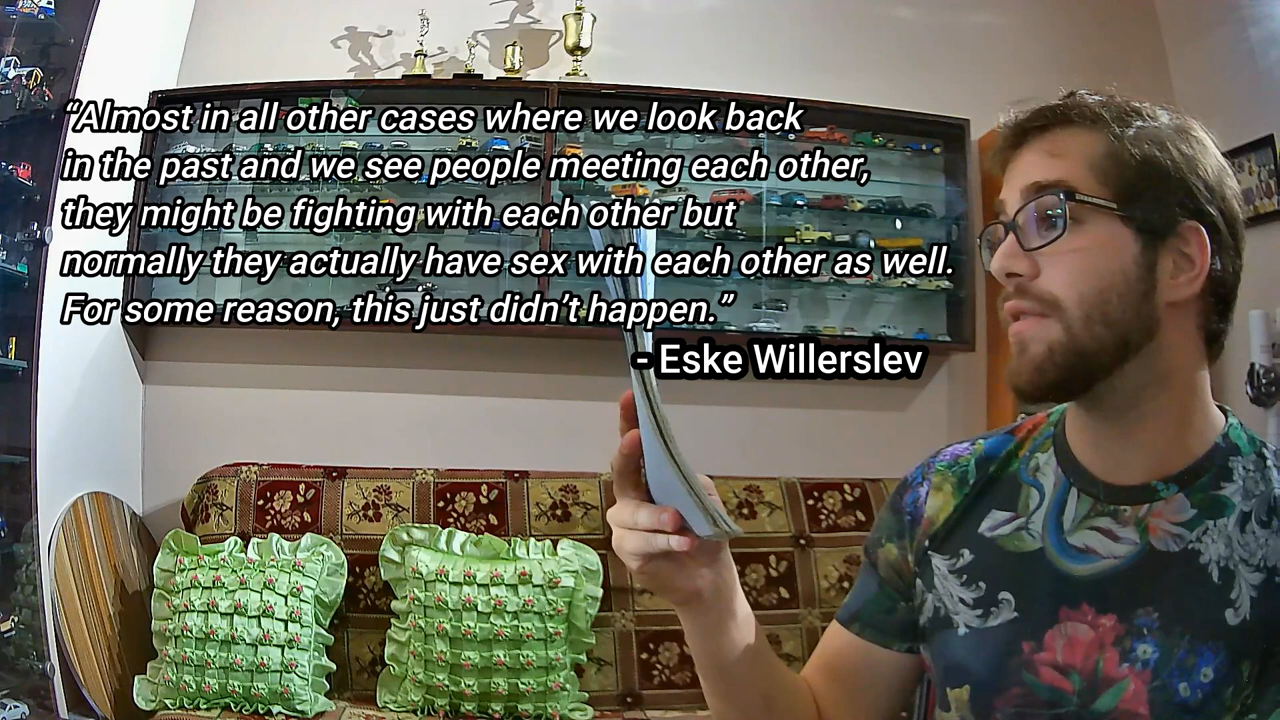 “Almost in all other cases where we look back
in the past and we see people meeting each other,
they might be fighting with each other but
normally they actually have sex with each other as well.
For some reason, this just didn’t happen.”
- Eske Willerslev